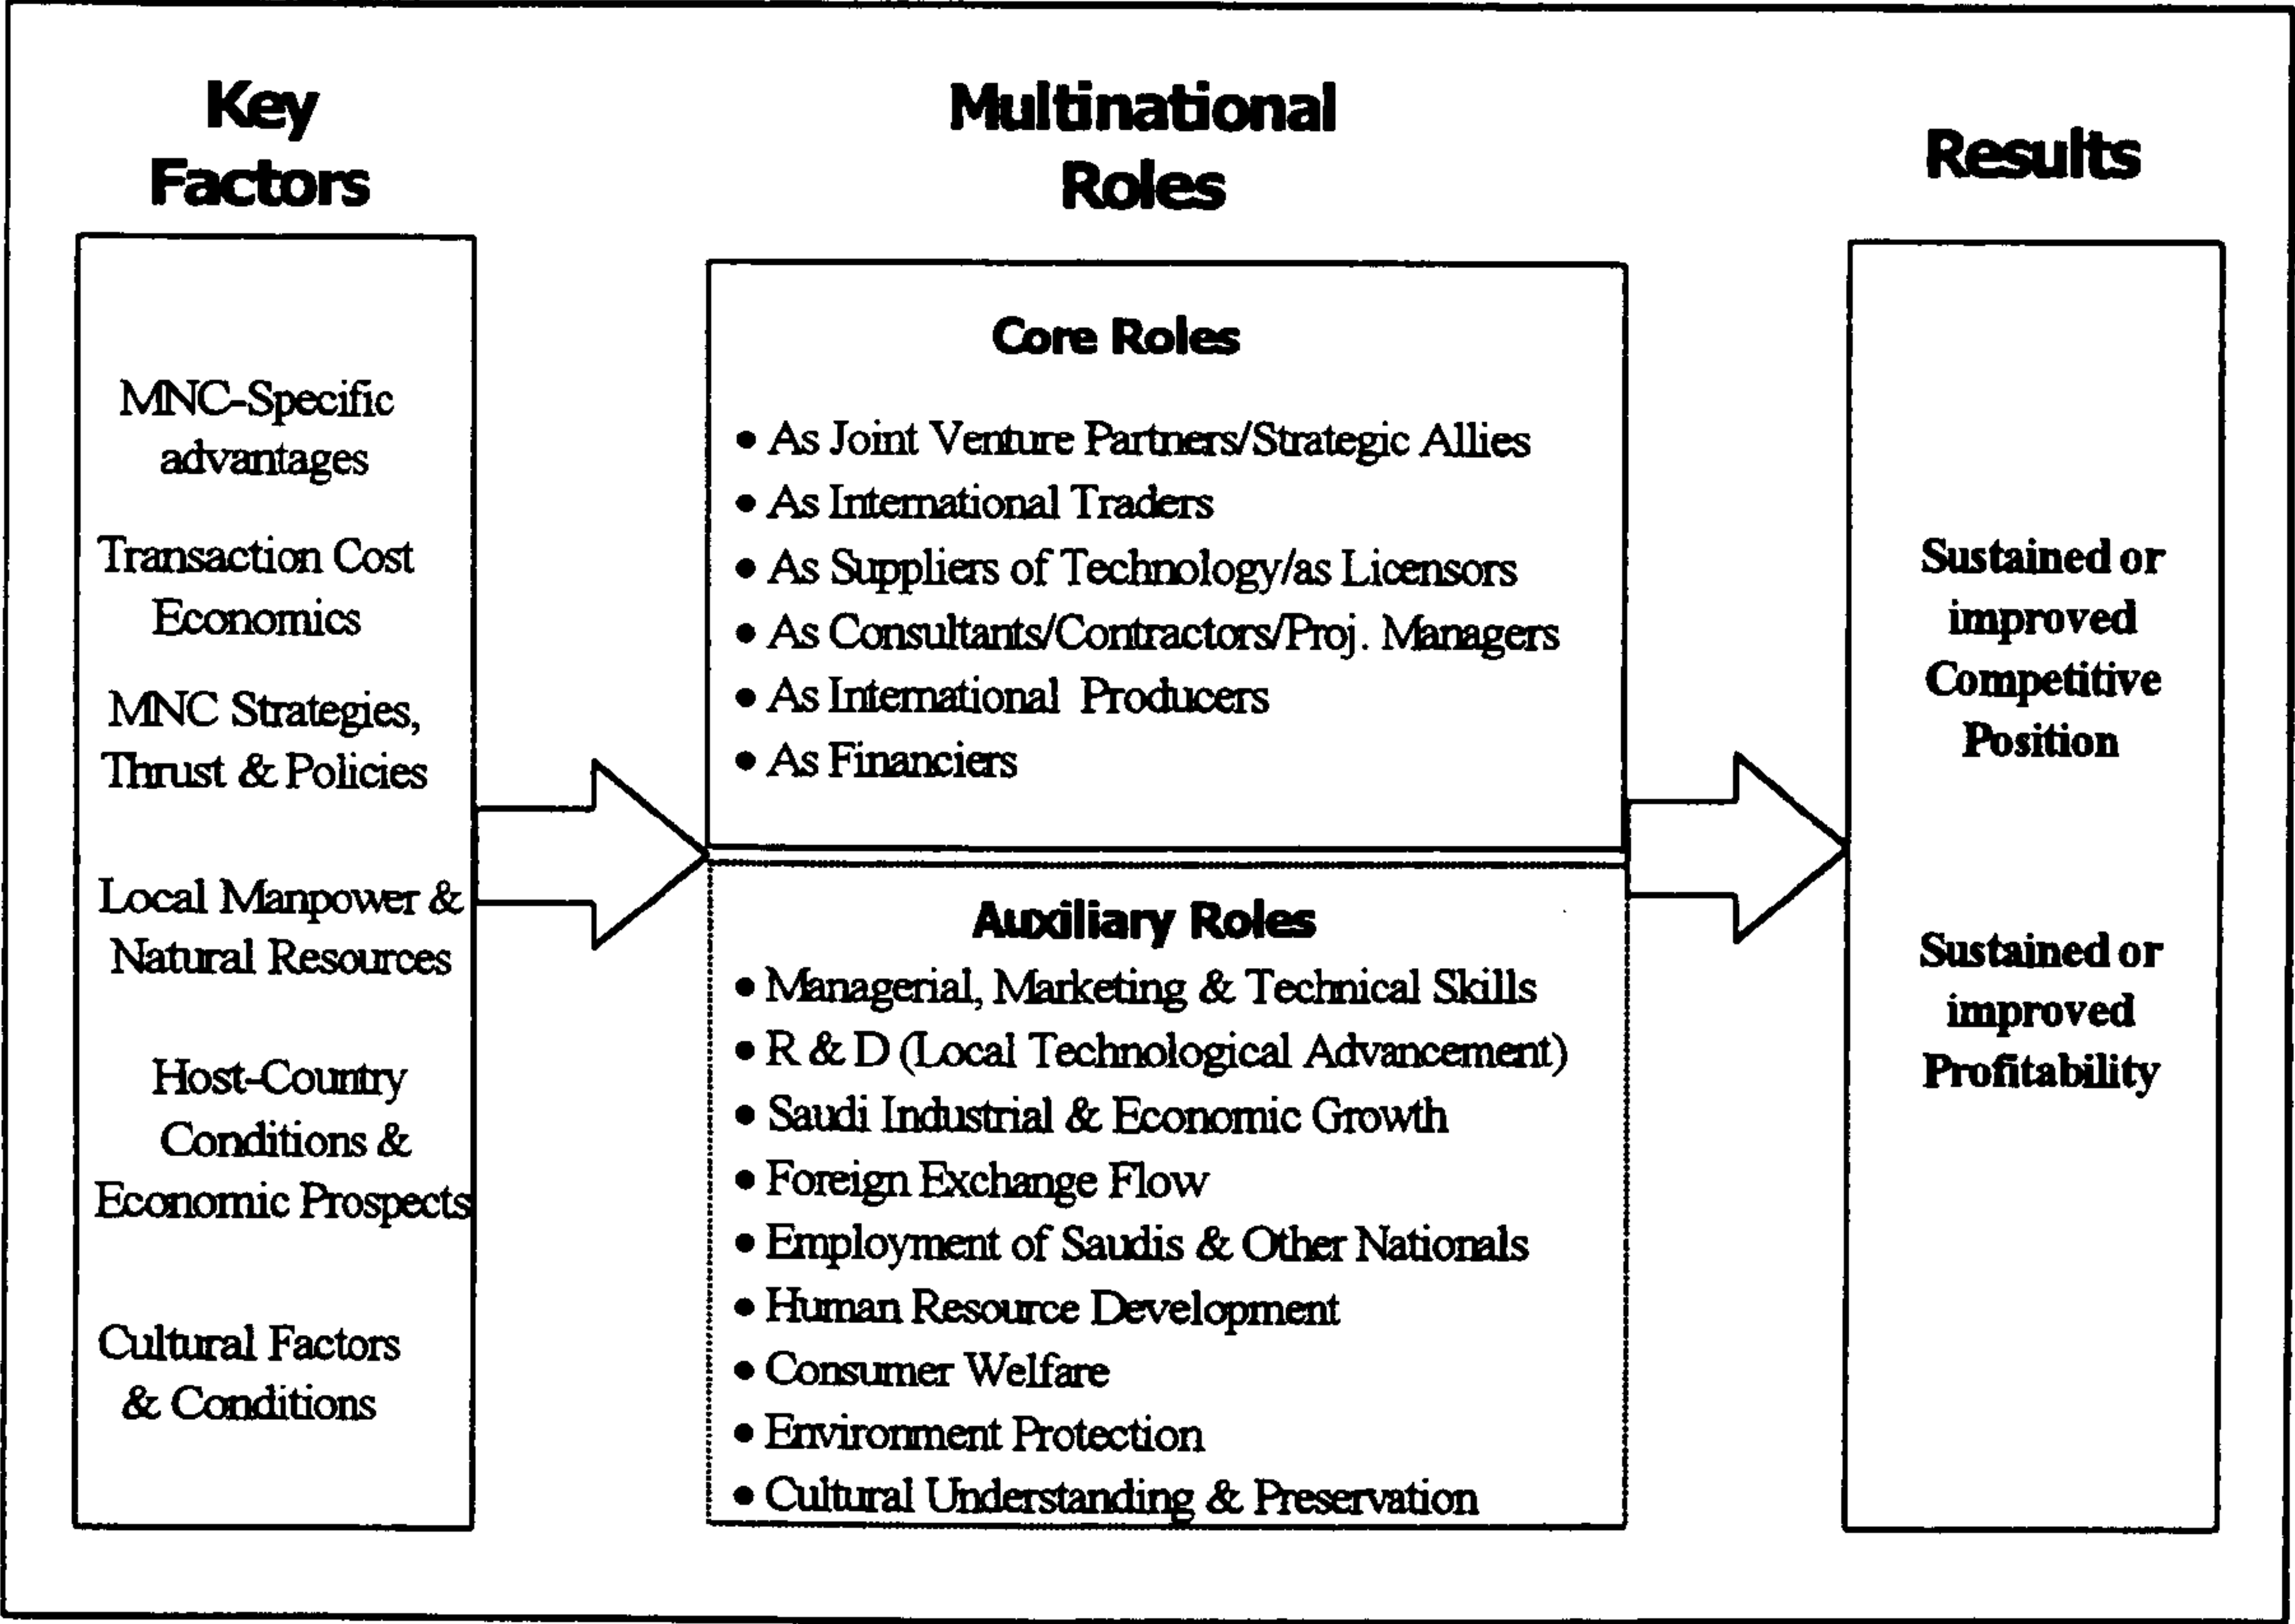 Key
Factors
MNC-Specific
advantages
Transaction Cost
Economics
MNC Strategies,
Thrust & Policies
Local Manpower &
Natural Resources
Host-Country
Conditions &
Economic Prospects
Cultural Factors
& Conditions
Multinational
Roles
Core Roles
• As Joint Venture Partners/Strategic Allies
• As International Traders
• As Suppliers of Technology/as Licensors
• As Consultants/Contractors/Proj. Managers
• As International Producers
• As Financiers
Auxiliary Roles
• Managerial, Marketing & Technical Skills
• R & D (Local Technological Advancement)
• Saudi Industrial & Economic Growth
• Foreign Exchange Flow
• Employment of Saudis & Other Nationals
• Human Resource Development
• Consumer Welfare
• Environment Protection
• Cultural Understanding & Preservation
Results
Sustained or
improved
Competitive
Position
Sustained or
improved
Profitability